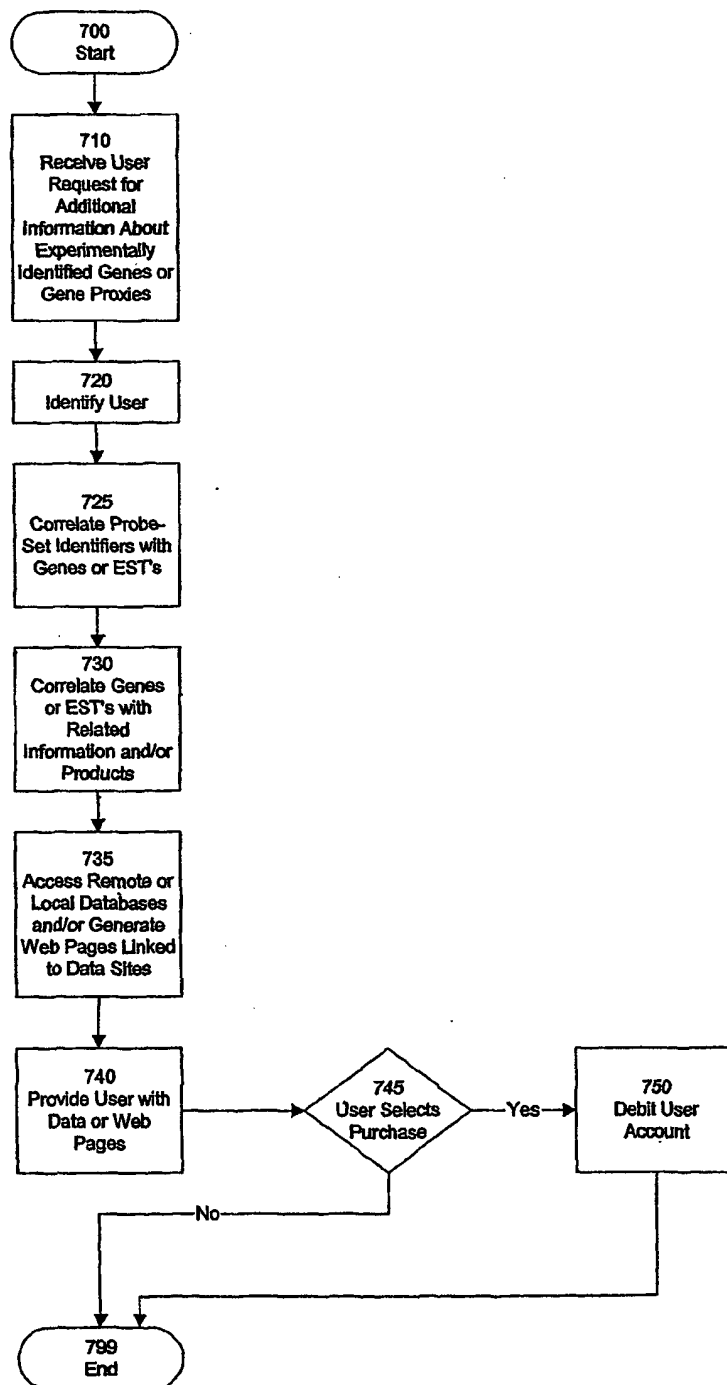 700
Start
710
Receive User
Request for
Additional
Information About
Experimentally
Identified Genes or
Gene Proxies
720
Identify User
725
Correlate Probe-
Set Identifiers with
Genes or EST's
730
Correlate Genes
or EST's with
Related
Information and/or
Products
735
Access Remote or
Local Databases
and/or Generate
Web Pages Linked
to Data Sites
740
Provide User with
Data or Web
Pages
745
User Selects
Purchase
Yes
750
Debit User
Account
No
799
End